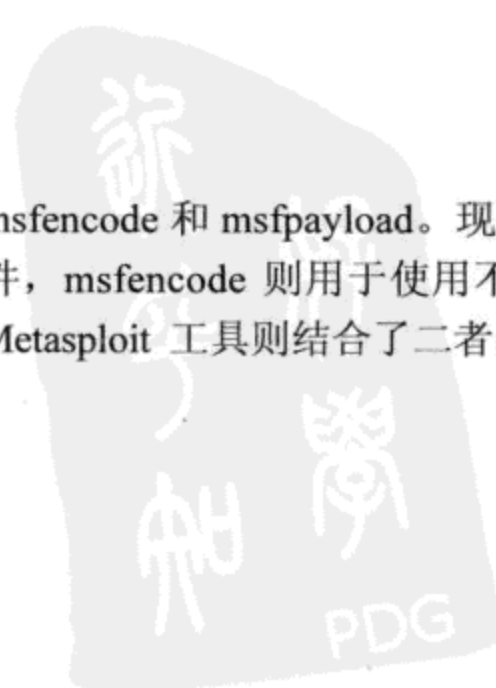 msfencode 和 msfpayload。现
件，msfencode 则用于使用不
Metasploit 工具则结合了二者
PDG